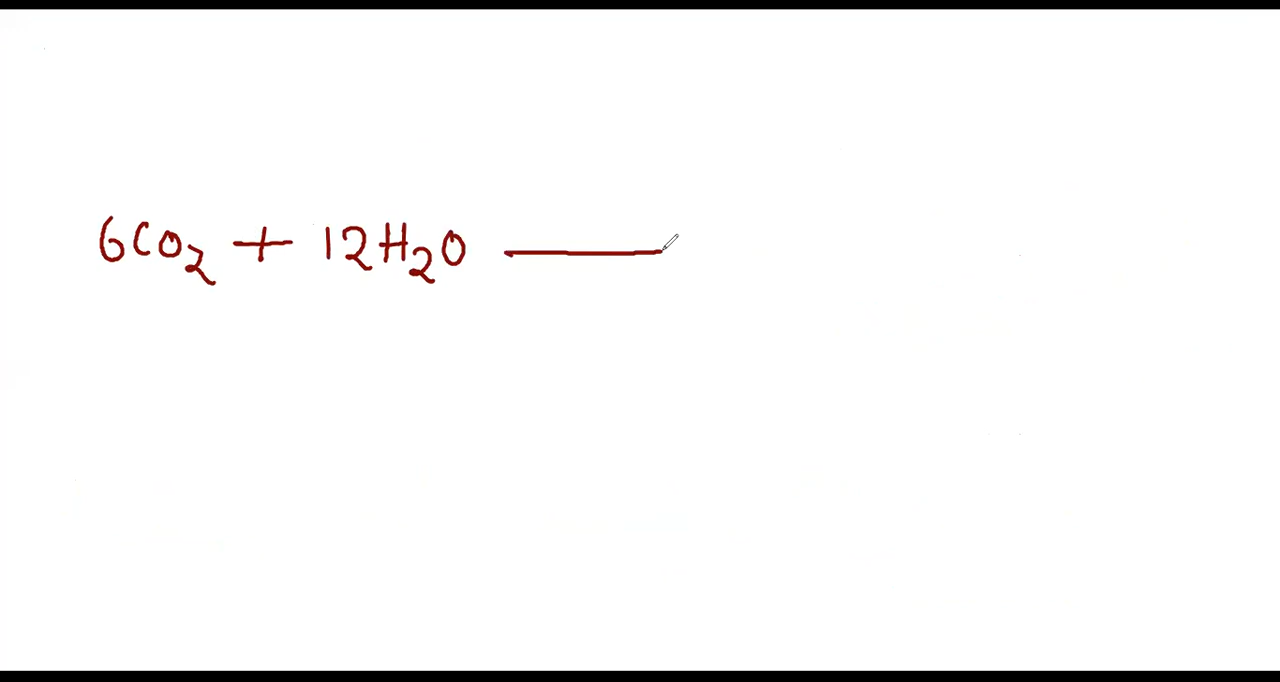 6CO₂ + 12H₂O ———